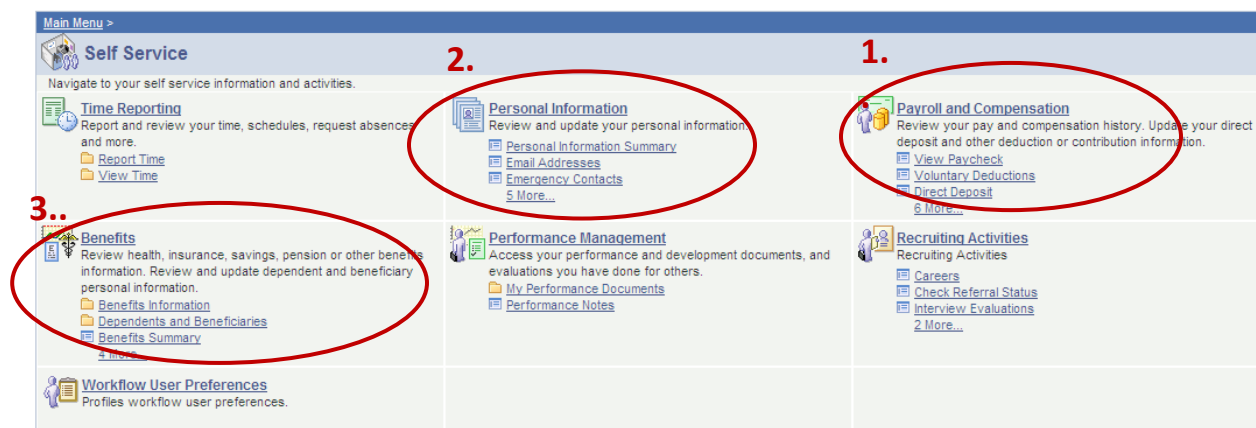 Main Menu >
Self Service
2.
1.
Navigate to your self service information and activities.
Time Reporting
Report and review your time, schedules, request absences
and more.
Report Time
View Time
Personal Information
Review and update your personal information.
Personal Information Summary
Email Addresses
Emergency Contacts
5 More...
Payroll and Compensation
Review your pay and compensation history. Update your direct
deposit and other deduction or contribution information.
View Paycheck
Voluntary Deductions
Direct Deposit
6 More...
3..
Benefits
Review health, insurance, savings, pension or other benefits
information. Review and update dependent and beneficiary
personal information.
Benefits Information
Dependents and Beneficiaries
Benefits Summary
4 More...
Performance Management
Access your performance and development documents, and
evaluations you have done for others.
My Performance Documents
Performance Notes
Recruiting Activities
Recruiting Activities
Careers
Check Referral Status
Interview Evaluations
2 More...
Workflow User Preferences
Profiles workflow user preferences.